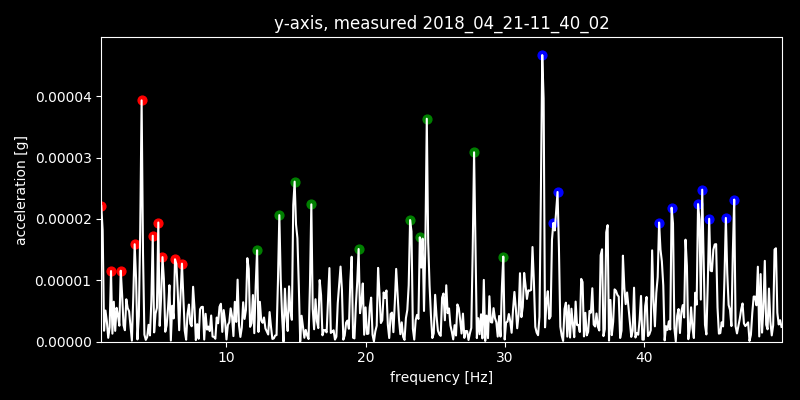 y-axis, measured 2018_04_21-11_40_02
0.00004
0.00003
0.00002
0.00001
0.00000
acceleration [g]
10 20 30 40
frequency [Hz]